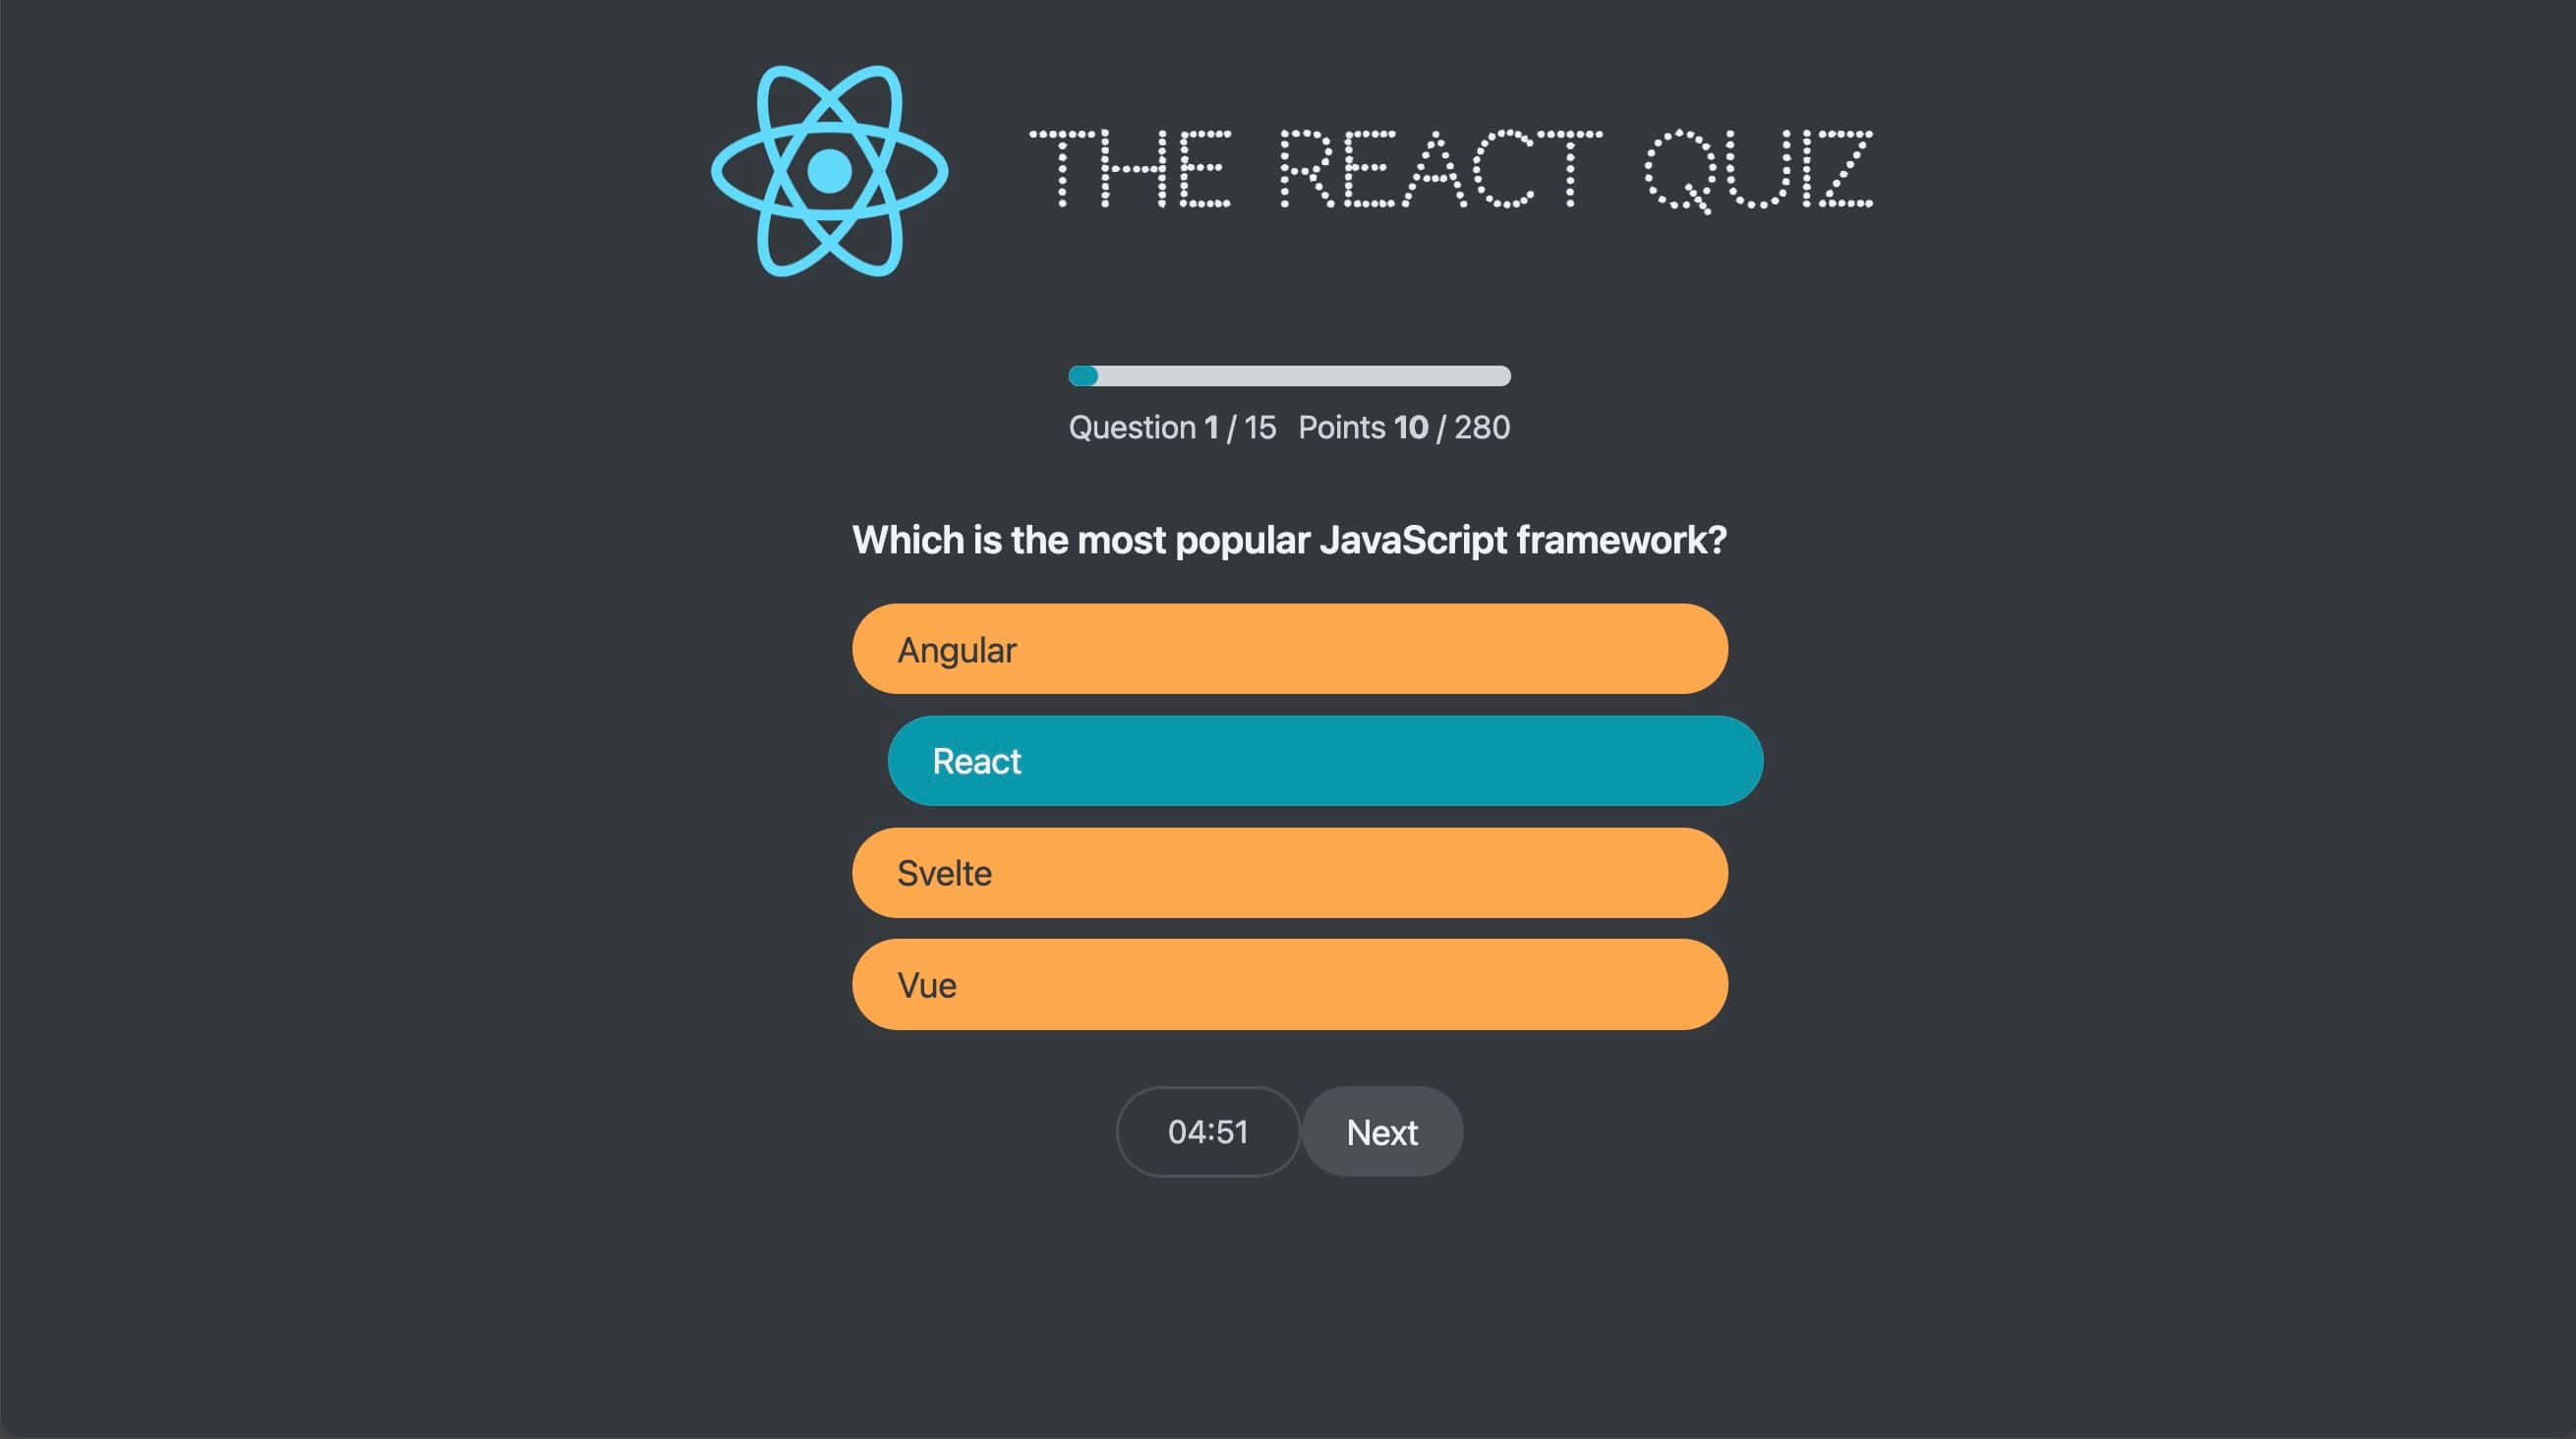 THE REACT QUIZ
Question 1 / 15 Points 10 / 280
Which is the most popular JavaScript framework?
Angular
React
Svelte
Vue
04:51 Next